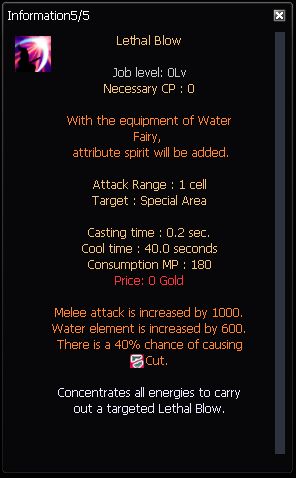 Information5/5
Lethal Blow
Job level: 0Lv
Necessary CP : 0
With the equipment of Water
Fairy,
attribute spirit will be added.
Attack Range : 1 cell
Target : Special Area
Casting time : 0.2 sec.
Cool time : 40.0 seconds
Consumption MP : 180
Price: 0 Gold
Melee attack is increased by 1000.
Water element is increased by 600.
There is a 40% chance of causing
Cut.
Concentrates all energies to carry
out a targeted Lethal Blow.